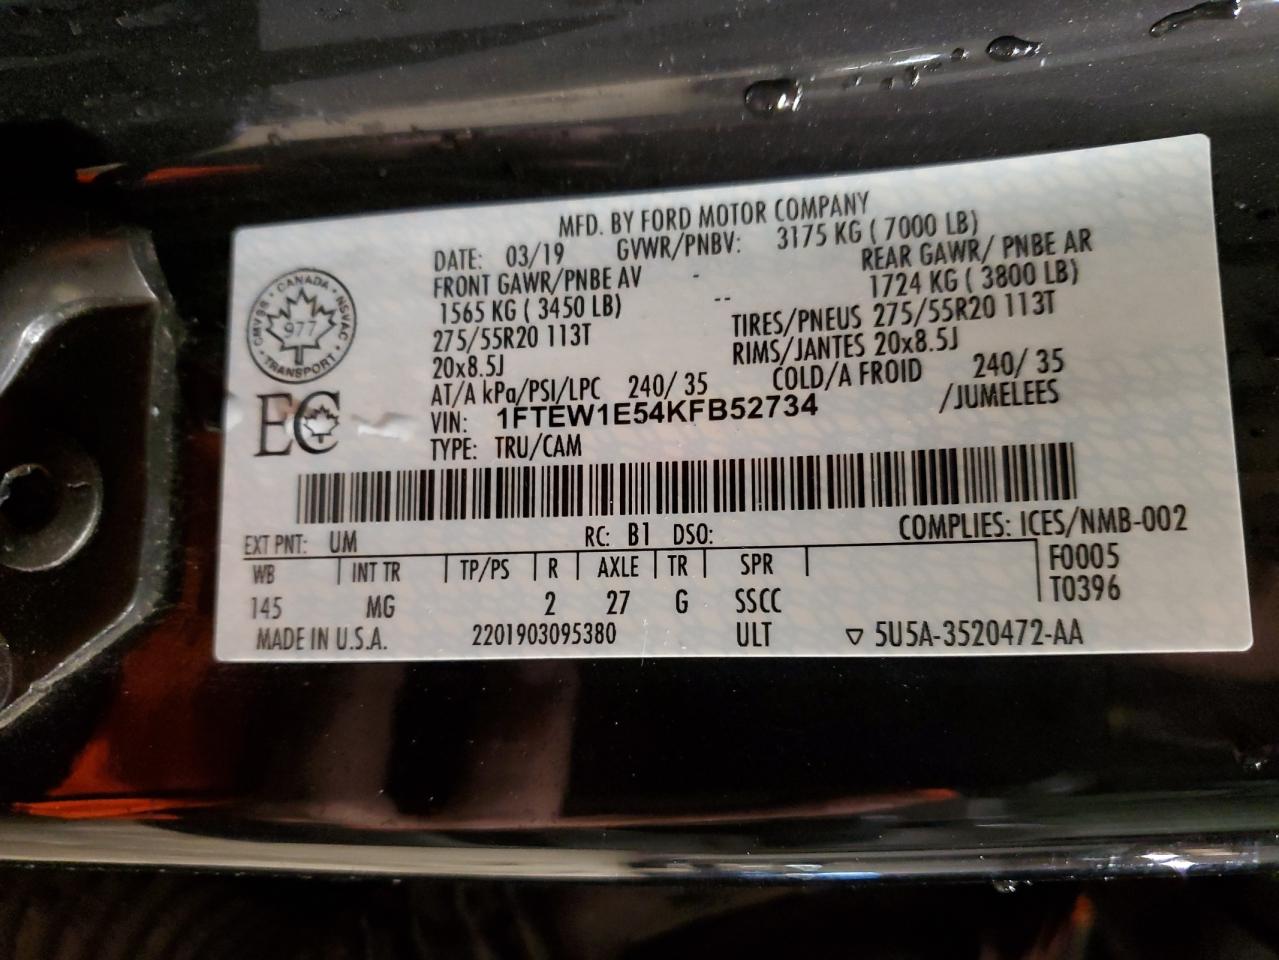 MFD. BY FORD MOTOR COMPANY
DATE: 03/19 GVWR/PNBV: 3175 KG ( 7000 LB)
FRONT GAWR/PNBE AV - REAR GAWR/ PNBE AR
1565 KG ( 3450 LB) -- 1724 KG ( 3800 LB)
275/55R20 113T TIRES/PNEUS 275/55R20 113T
20x8.5J RIMS/JANTES 20x8.5J
AT/A kPa/PSI/LPC 240/ 35 COLD/A FROID 240/ 35
VIN: 1FTEW1E54KFB52734 /JUMELEES
TYPE: TRU/CAM
CANADA
CMVSS NSVAC
977
TRANSPORT
EC
EXT PNT: UM RC: B1 DSO: COMPLIES: ICES/NMB-002
WB INT TR TP/PS R AXLE TR SPR F0005
145 MG 2 27 G SSCC T0396
MADE IN U.S.A. 2201903095380 ULT ▽ 5U5A-3520472-AA